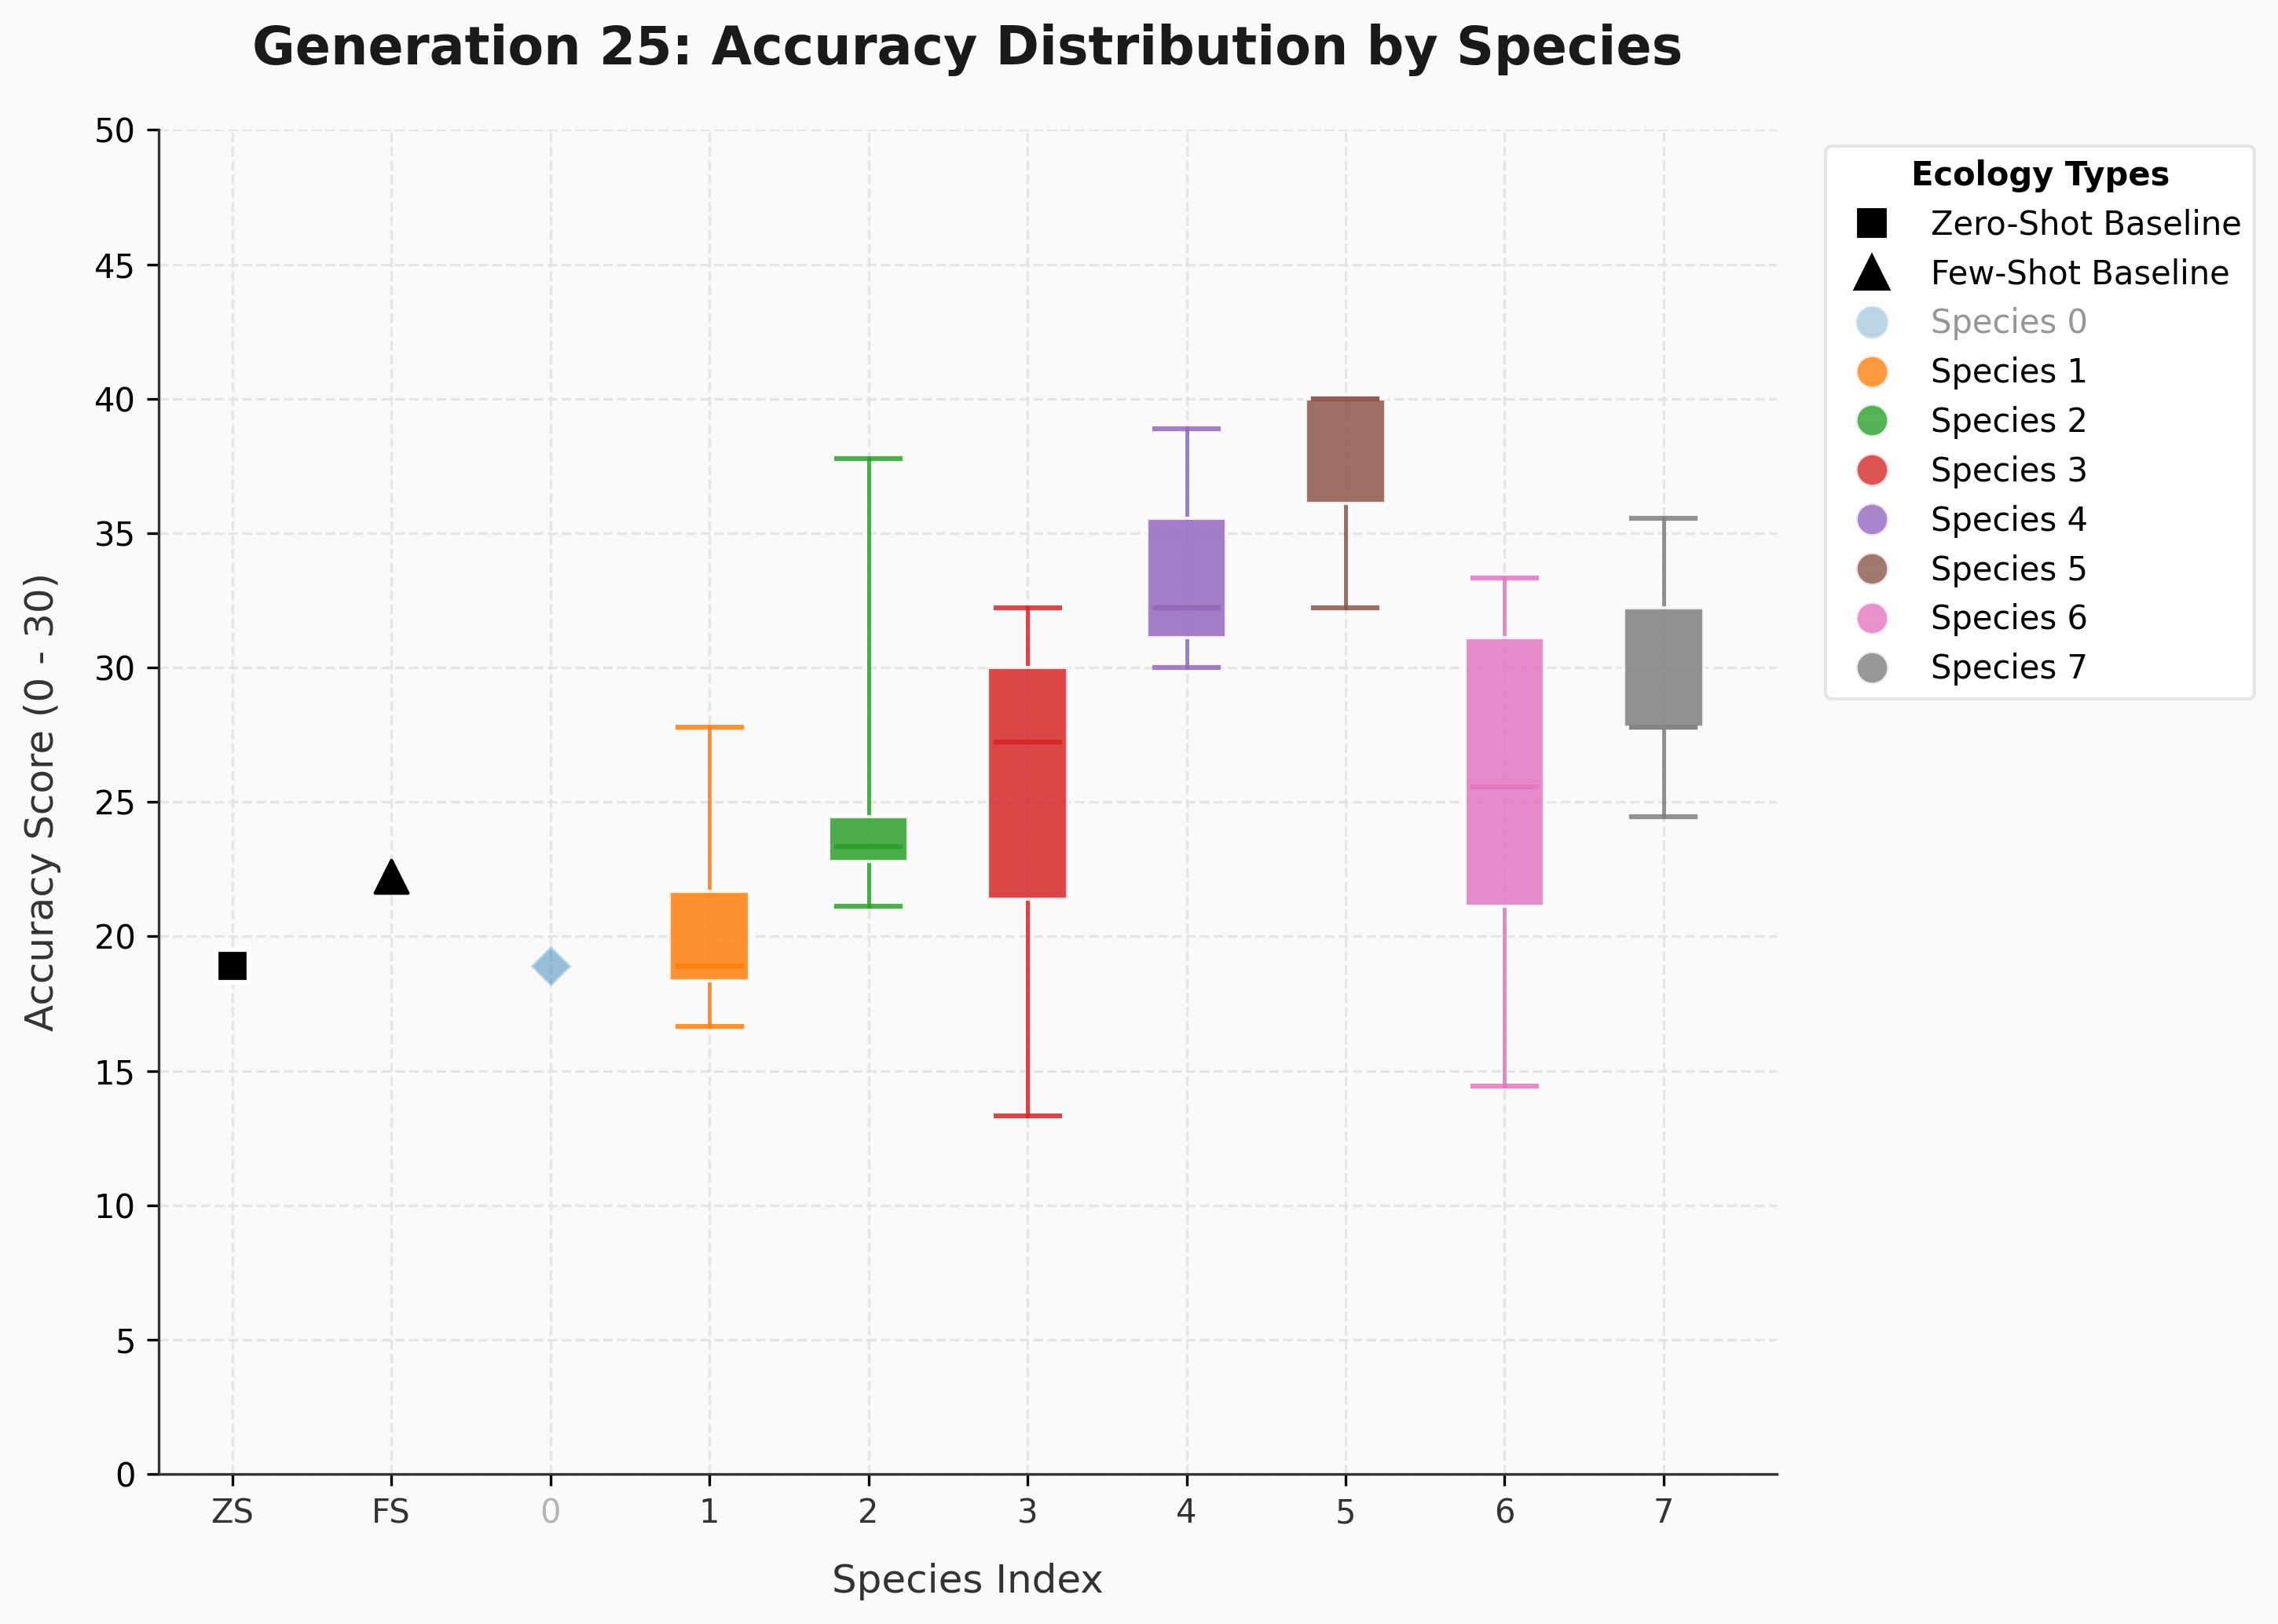 Generation 25: Accuracy Distribution by Species
50
45
40
35
30
25
20
15
10
5
0
Accuracy Score (0 - 30)
ZS
FS
0
1
2
3
4
5
6
7
Species Index
Ecology Types
Zero-Shot Baseline
Few-Shot Baseline
Species 0
Species 1
Species 2
Species 3
Species 4
Species 5
Species 6
Species 7